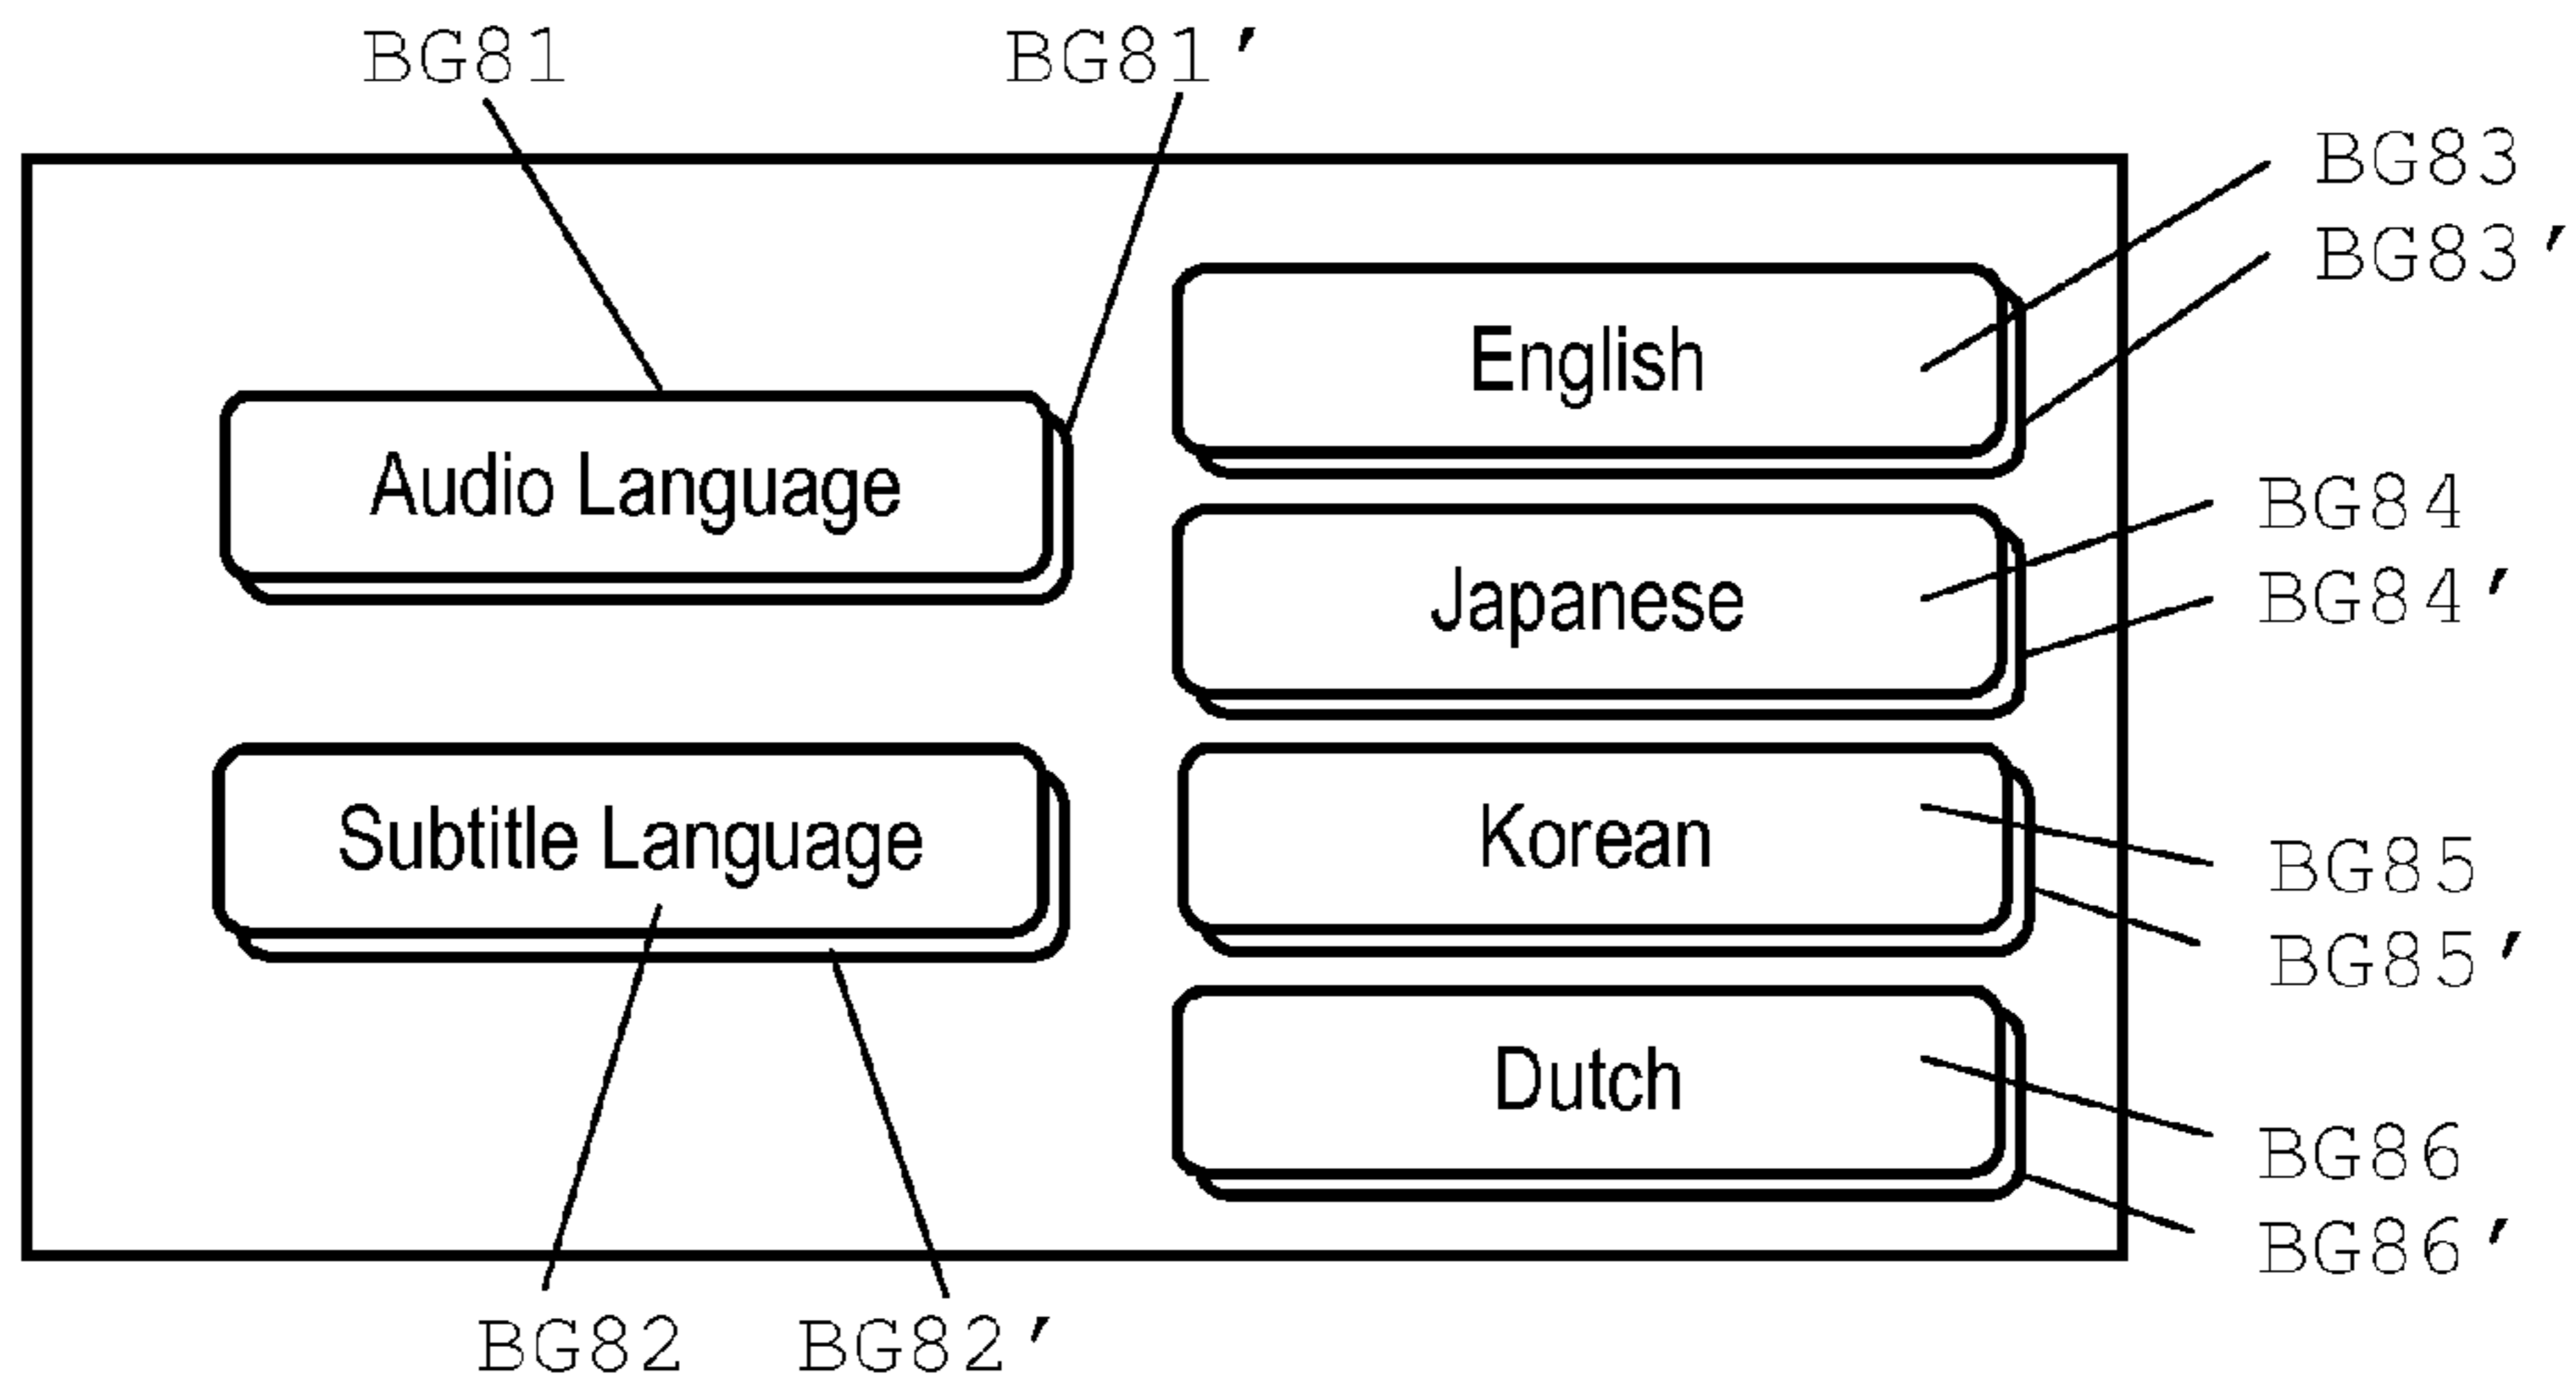 BG81 BG81'
BG83
BG83'
English
Audio Language
BG84
Japanese
BG84'
Subtitle Language
Korean
BG85
BG85'
Dutch
BG86
BG86'
BG82 BG82'